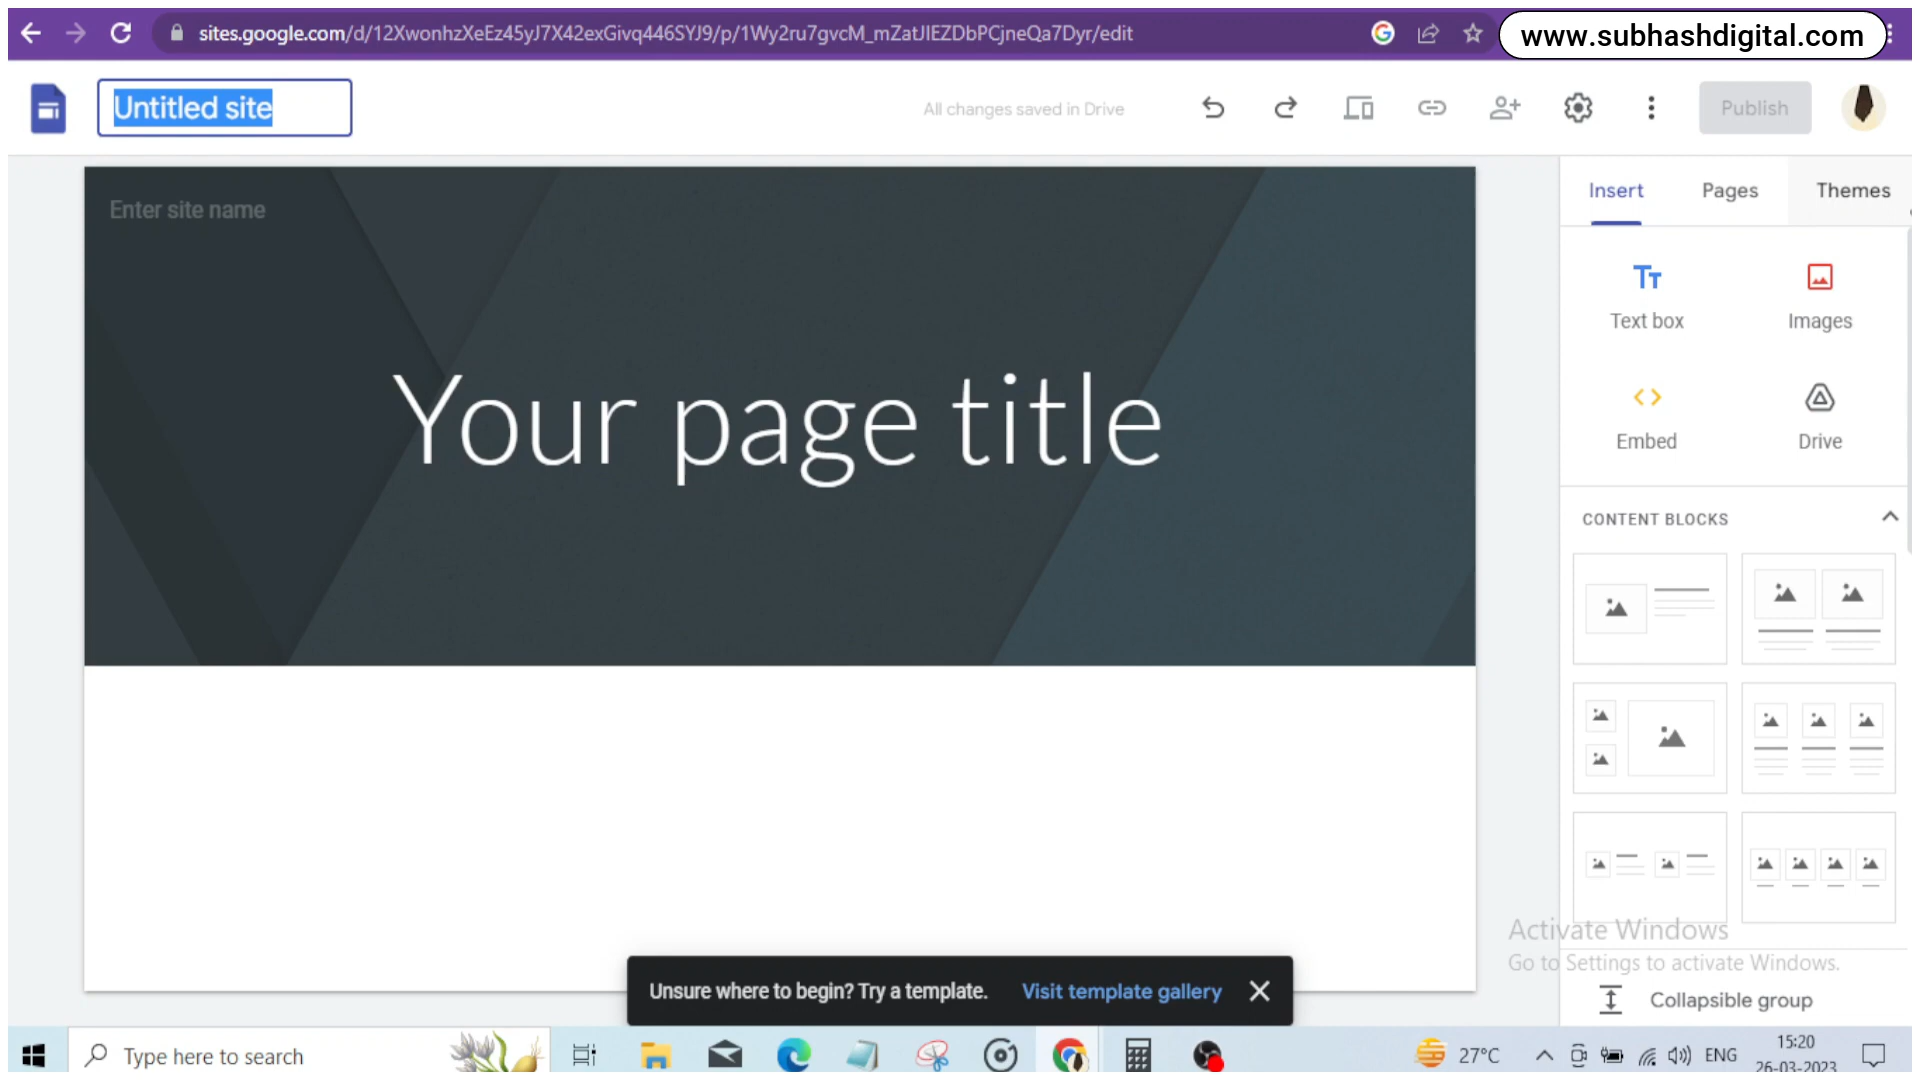 sites.google.com/d/12XwonhzXeEz45yJ7X42exGivq446SYJ9/p/1Wy2ru7gvcM_mZatJIEZDbPCjneQa7Dyr/edit
www.subhashdigital.com
Untitled site
All changes saved in Drive
Publish
Enter site name
Your page title
Insert
Pages
Themes
Text box
Images
Embed
Drive
CONTENT BLOCKS
Activate Windows
Go to Settings to activate Windows.
Collapsible group
Unsure where to begin? Try a template.
Visit template gallery
Type here to search
27°C
ENG
15:20
26-03-2023